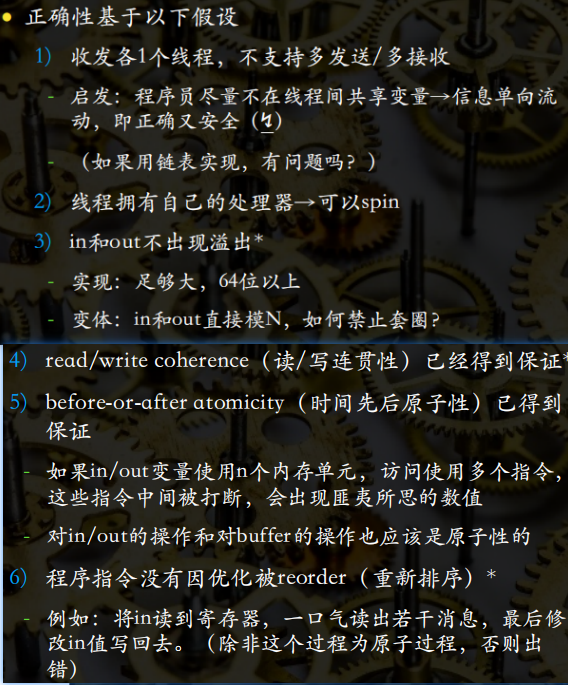 • 正确性基于以下假设
1) 收发各1个线程，不支持多发送/多接收
- 启发：程序员尽量不在线程间共享变量→信息单向流
动，即正确又安全（↯）
- （如果用链表实现，有问题吗？）
2) 线程拥有自己的处理器→可以spin
3) in和out不出现溢出*
- 实现：足够大，64位以上
- 变体：in和out直接模N，如何禁止套圈?
4) read/write coherence（读/写连贯性）已经得到保证*
5) before-or-after atomicity（时间先后原子性）已得到
保证
- 如果in/out变量使用n个内存单元，访问使用多个指令，
这些指令中间被打断，会出现匪夷所思的数值
- 对in/out的操作和对buffer的操作也应该是原子性的
6) 程序指令没有因优化被reorder（重新排序）*
- 例如：将in读到寄存器，一口气读出若干消息，最后修
改in值写回去。（除非这个过程为原子过程，否则出
错）